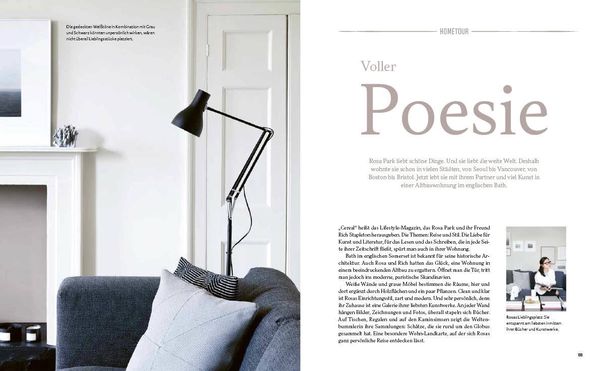 Die gedeckten Weißtöne in Kombination mit Grau
und Schwarz könnten unpersönlich wirken, wären
nicht überall Lieblingsstücke platziert.
HOMETOUR
Voller
Poesie
Rosa Park liebt schöne Dinge. Und sie liebt die weite Welt. Deshalb
wohnte sie schon in vielen Städten, von Seoul bis Vancouver, von
Boston bis Bristol. Jetzt lebt sie mit ihrem Partner und viel Kunst in
einer Altbauwohnung im englischen Bath.
„Cereal“ heißt das Lifestyle-Magazin, das Rosa Park und ihr Freund
Rich Stapleton herausgeben. Die Themen: Reise und Stil. Die Liebe für
Kunst und Literatur, für das Lesen und das Schreiben, die in jede Sei-
te ihrer Zeitschrift fließt, spürt man auch in ihrer Wohnung.
Bath im englischen Somerset ist bekannt für seine historische Ar-
chitektur. Auch Rosa und Rich hatten das Glück, eine Wohnung in
einem beeindruckenden Altbau zu ergattern. Öffnet man die Tür, tritt
man jedoch ins moderne, puristische Skandinavien.
Weiße Wände und graue Möbel bestimmen die Räume, hier und
dort ergänzt durch Holzflächen und ein paar Pflanzen. Clean und klar
ist Rosas Einrichtungsstil, zart und modern. Und sehr persönlich, denn
ihr Zuhause ist eine Galerie ihrer liebsten Kunstwerke. An jeder Wand
hängen Bilder, Zeichnungen und Fotos, überall stapeln sich Bücher.
Auf Tischen, Regalen und auf den Kaminsimsen zeigt die Welten-
bummlerin ihre Sammlungen: Schätze, die sie rund um den Globus
gesammelt hat. Eine besondere Wohn-Landkarte, auf der sich Rosas
ganz persönliche Reise entdecken lässt.
Rosas Lieblingsplatz: Sie
entspannt am liebsten inmitten
ihrer Bücher und Kunstwerke.